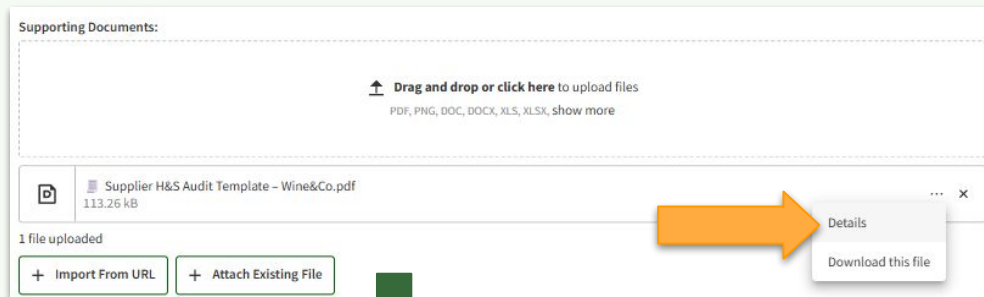 Supporting Documents:
Drag and drop or click here to upload files
PDF, PNG, DOC, DOCX, XLS, XLSX, show more
Supplier H&S Audit Template – Wine&Co.pdf
113.26 kB
Details
1 file uploaded
Download this file
+ Import From URL + Attach Existing File